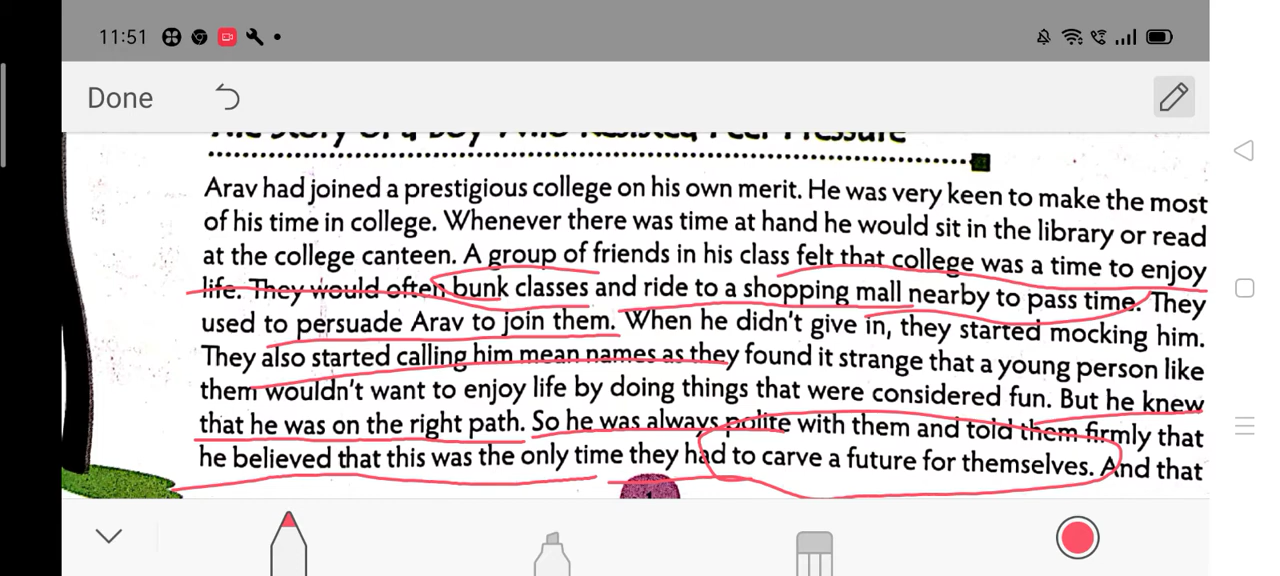 11:51
Done
The Story of a Boy Who Resisted Peer Pressure
Arav had joined a prestigious college on his own merit. He was very keen to make the most
of his time in college. Whenever there was time at hand he would sit in the library or read
at the college canteen. A group of friends in his class felt that college was a time to enjoy
life. They would often bunk classes and ride to a shopping mall nearby to pass time. They
used to persuade Arav to join them. When he didn't give in, they started mocking him.
They also started calling him mean names as they found it strange that a young person like
them wouldn't want to enjoy life by doing things that were considered fun. But he knew
that he was on the right path. So he was always polite with them and told them firmly that
he believed that this was the only time they had to carve a future for themselves. And that